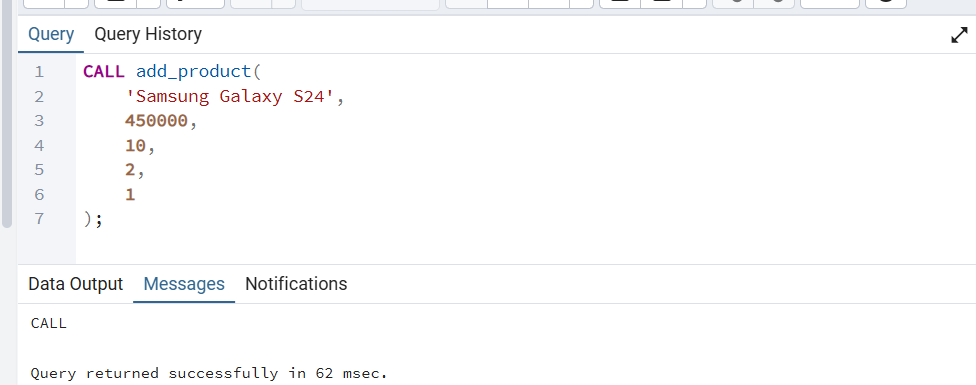 Query Query History
1 CALL add_product(
2 'Samsung Galaxy S24',
3 450000,
4 10,
5 2,
6 1
7 );
Data Output Messages Notifications
CALL
Query returned successfully in 62 msec.